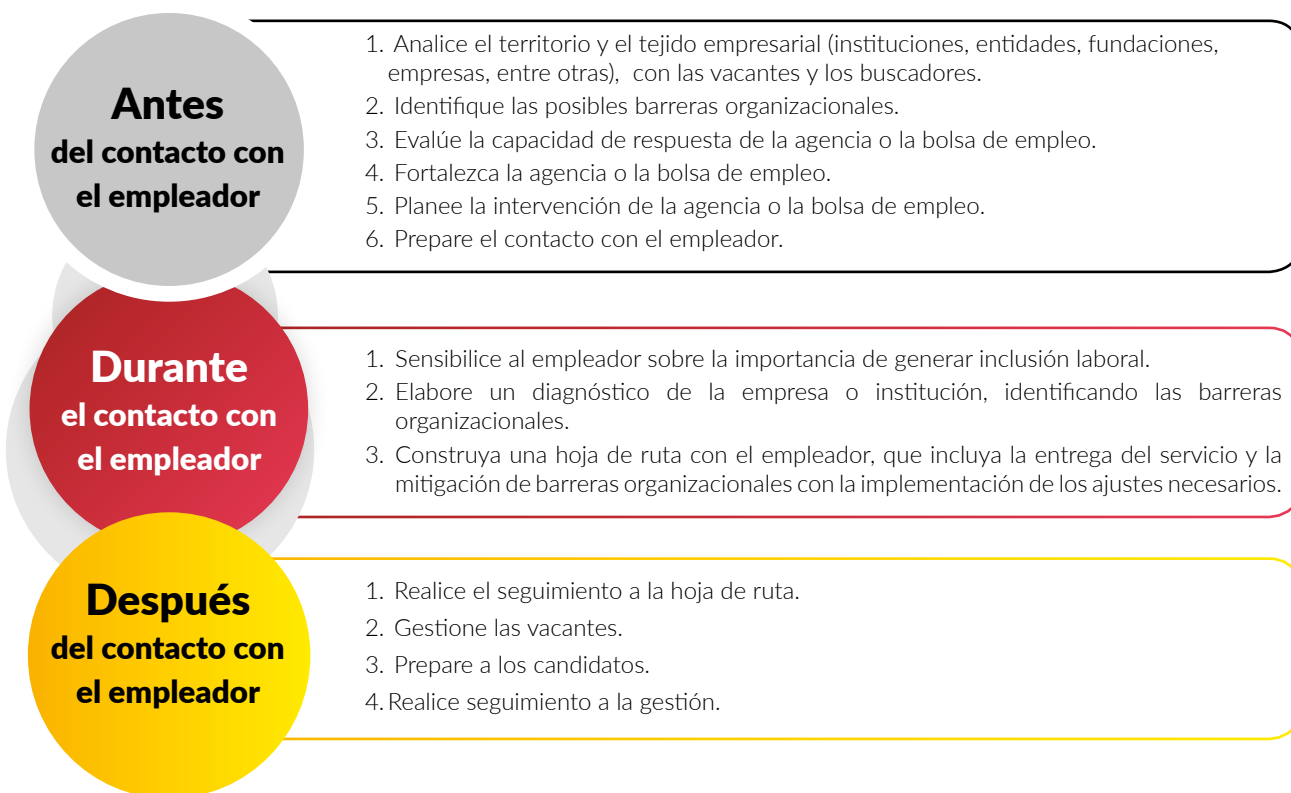 Antes
del contacto con
el empleador
1. Analice el territorio y el tejido empresarial (instituciones, entidades, fundaciones,
empresas, entre otras), con las vacantes y los buscadores.
2. Identifique las posibles barreras organizacionales.
3. Evalúe la capacidad de respuesta de la agencia o la bolsa de empleo.
4. Fortalezca la agencia o la bolsa de empleo.
5. Planee la intervención de la agencia o la bolsa de empleo.
6. Prepare el contacto con el empleador.
Durante
el contacto con
el empleador
1. Sensibilice al empleador sobre la importancia de generar inclusión laboral.
2. Elabore un diagnóstico de la empresa o institución, identificando las barreras
organizacionales.
3. Construya una hoja de ruta con el empleador, que incluya la entrega del servicio y la
mitigación de barreras organizacionales con la implementación de los ajustes necesarios.
Después
del contacto con
el empleador
1. Realice el seguimiento a la hoja de ruta.
2. Gestione las vacantes.
3. Prepare a los candidatos.
4. Realice seguimiento a la gestión.